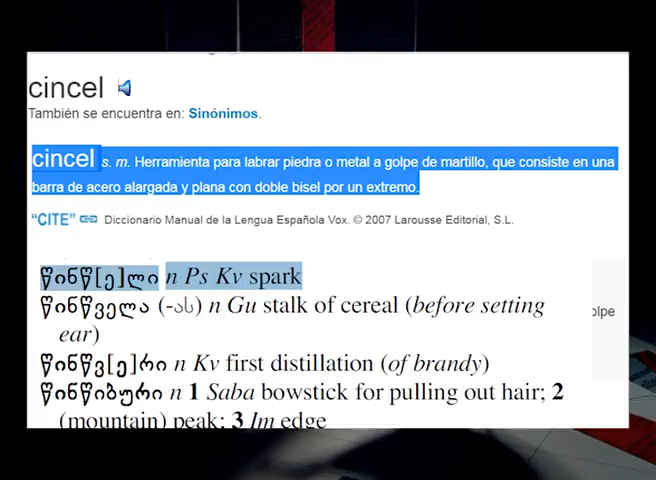 cincel
También se encuentra en: Sinónimos.
cincel s. m. Herramienta para labrar piedra o metal a golpe de martillo, que consiste en una
barra de acero alargada y plana con doble bisel por un extremo.
“CITE” Diccionario Manual de la Lengua Española Vox. © 2007 Larousse Editorial, S.L.
წინწ[ე]ლი n Ps Kv spark
წინწველა (-ას) n Gu stalk of cereal (before setting
ear)
წინწვ[ე]რი n Kv first distillation (of brandy)
წინწიბური n 1 Saba bowstick for pulling out hair; 2
(mountain) peak; 3 Im edge
olpe